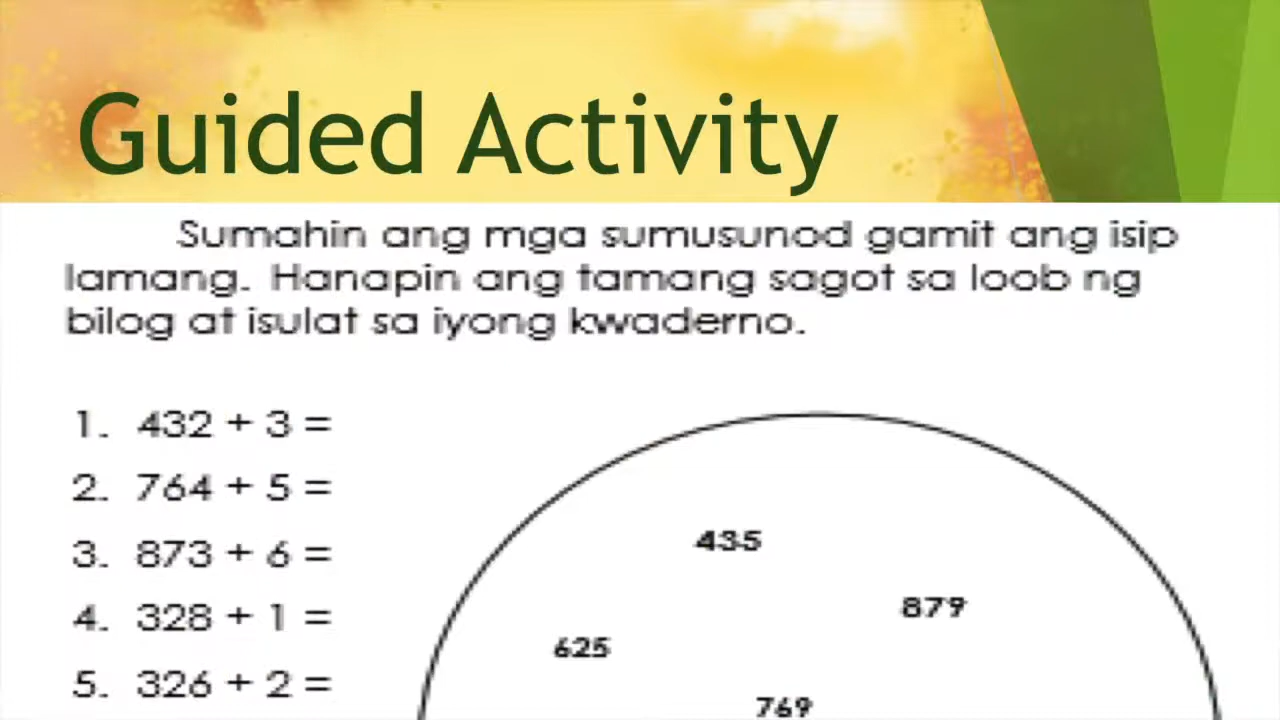 Guided Activity
Sumahin ang mga sumusunod gamit ang isip
lamang. Hanapin ang tamang sagot sa loob ng
bilog at isulat sa iyong kwaderno.
1. 432 + 3 =
2. 764 + 5 =
3. 873 + 6 =
4. 328 + 1 =
5. 326 + 2 =
435
879
625
769